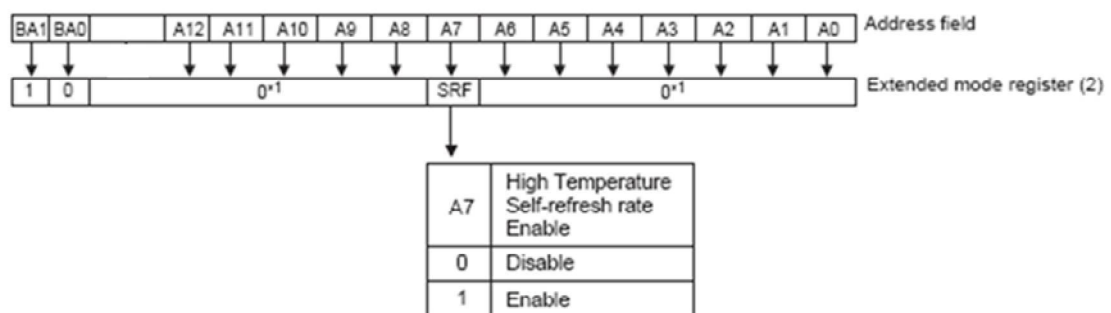 BA1 BA0 A12 A11 A10 A9 A8 A7 A6 A5 A4 A3 A2 A1 A0 Address field
1 0 0*1 SRF 0*1 Extended mode register (2)
A7 High Temperature
Self-refresh rate
Enable
0 Disable
1 Enable